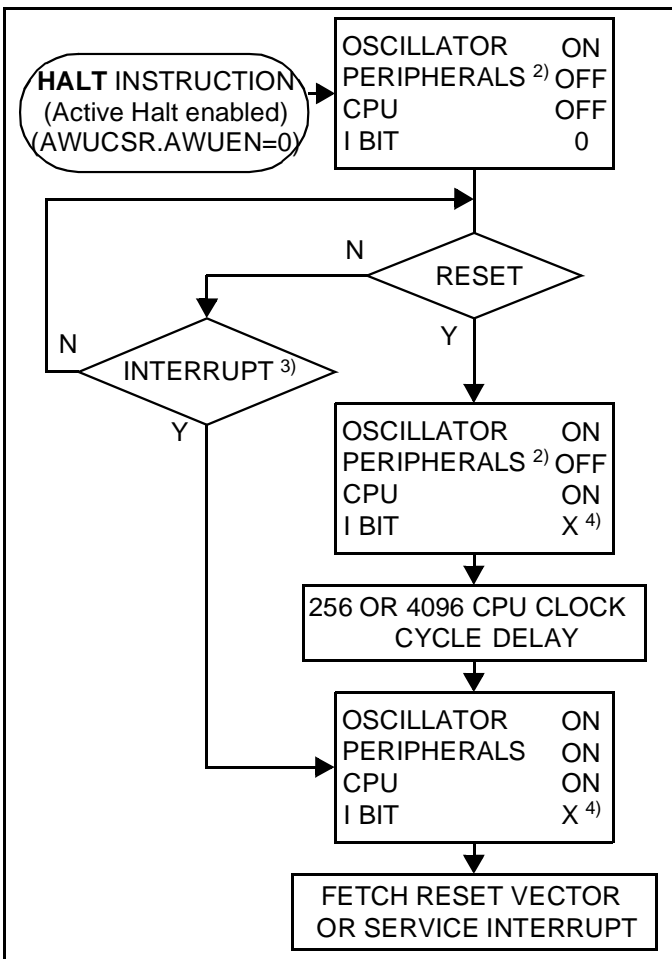 HALT INSTRUCTION
(Active Halt enabled)
(AWUCSR.AWUEN=0)
OSCILLATOR ON
PERIPHERALS 2) OFF
CPU OFF
I BIT 0
RESET
N
Y
INTERRUPT 3)
N
Y
OSCILLATOR ON
PERIPHERALS 2) OFF
CPU ON
I BIT X 4)
256 OR 4096 CPU CLOCK
CYCLE DELAY
OSCILLATOR ON
PERIPHERALS ON
CPU ON
I BIT X 4)
FETCH RESET VECTOR
OR SERVICE INTERRUPT